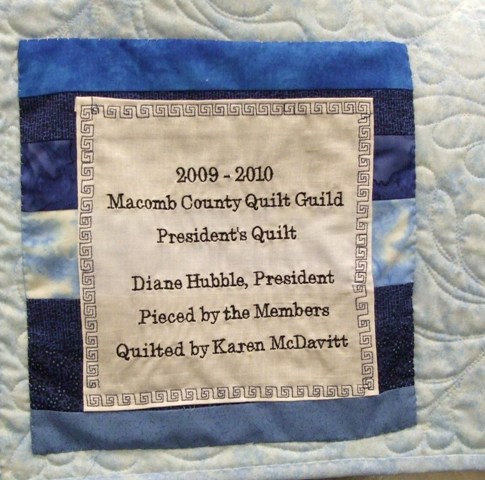 2009 - 2010
Macomb County Quilt Guild
President's Quilt
Diane Hubble, President
Pieced by the Members
Quilted by Karen McDavitt